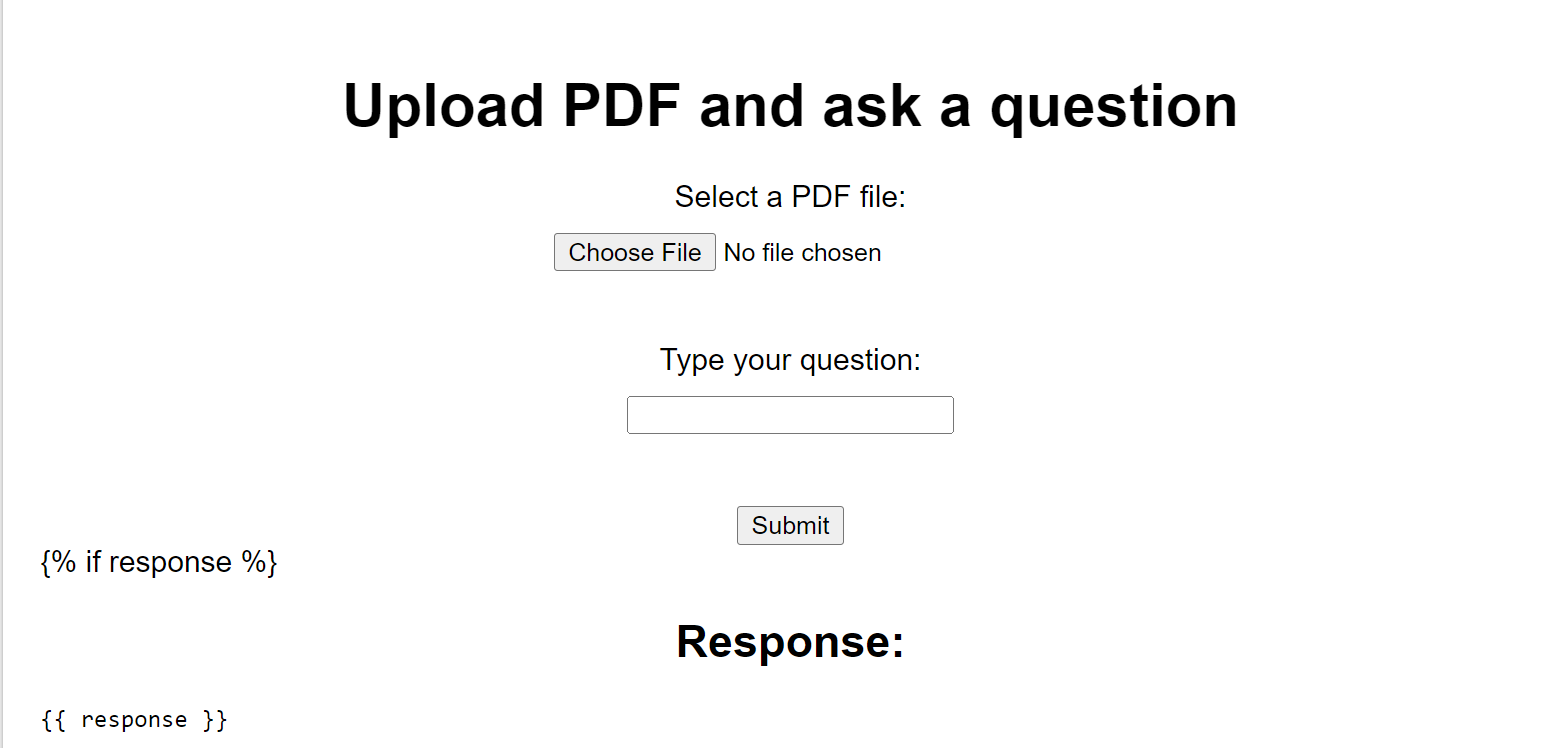 Upload PDF and ask a question
Select a PDF file:
Choose File No file chosen
Type your question:
Submit
{% if response %}
Response:
{{ response }}